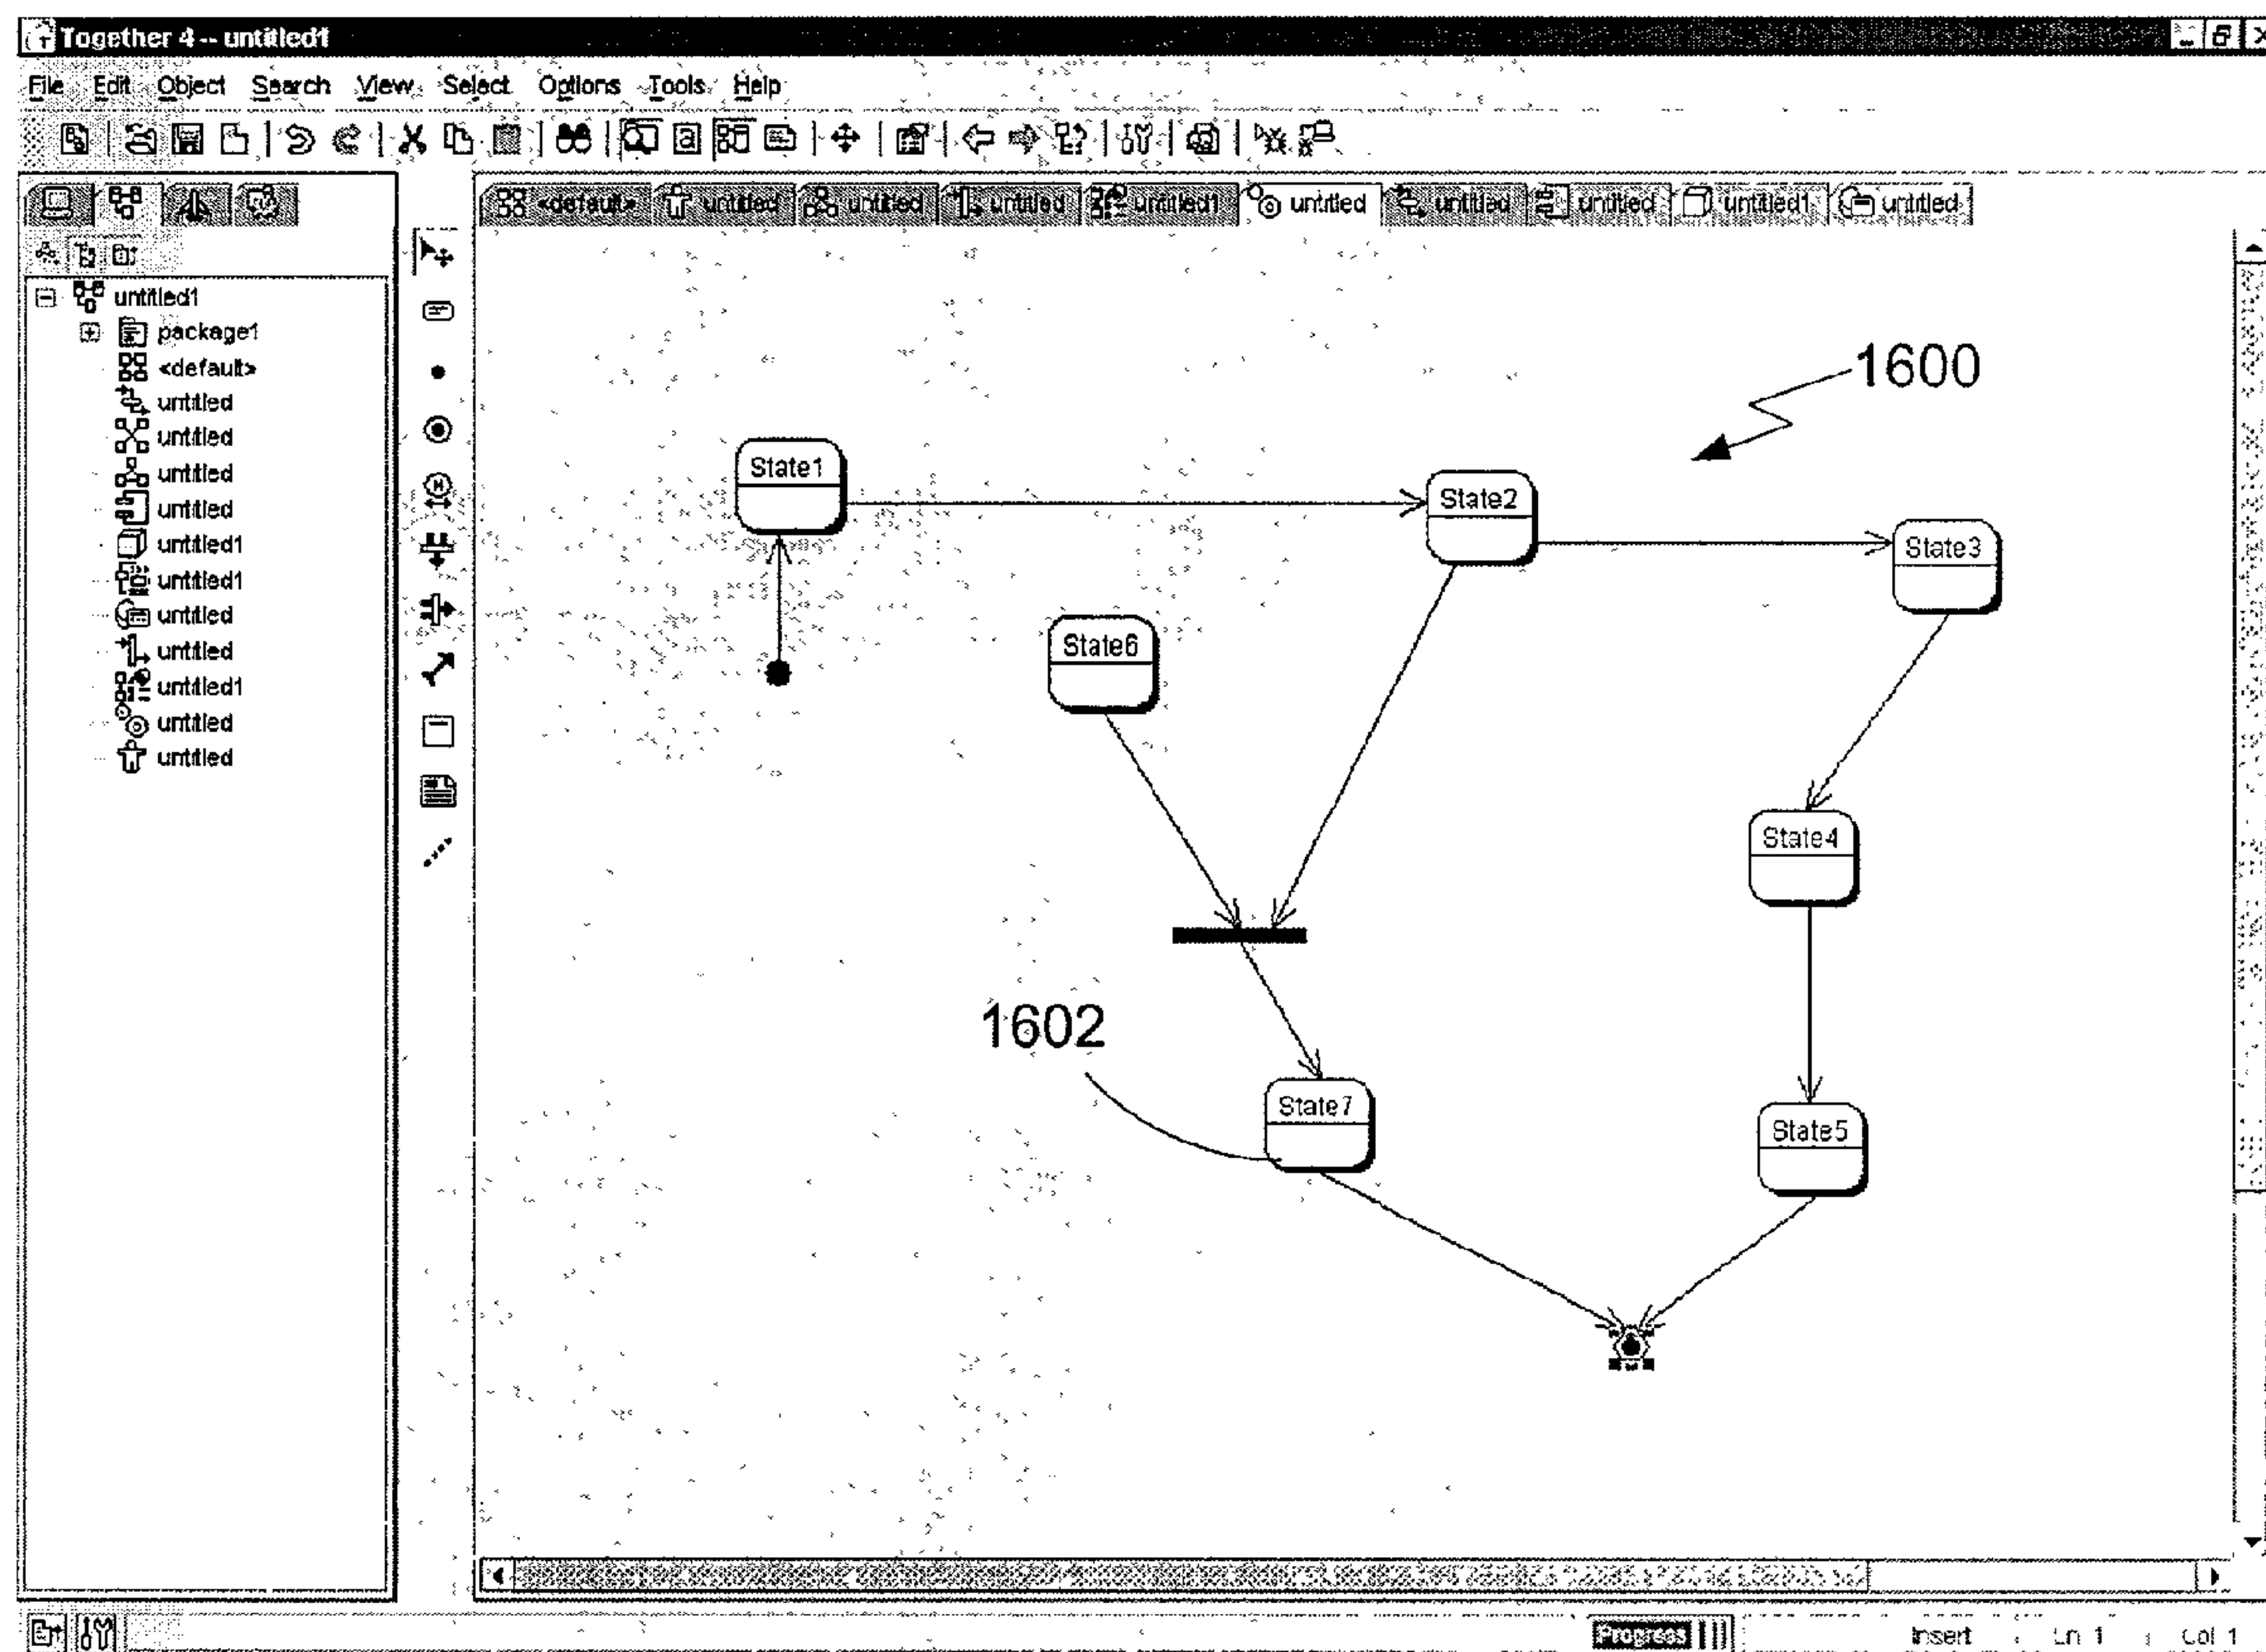 Together 4 -- untitled1
File Edit Object Search View Select Options Tools Help
<default> untitled untitled untitled untitled1 untitled untitled untitled untitled1 untitled
untitled1
package1
<default>
untitled
untitled
untitled
untitled
untitled1
untitled1
untitled
untitled
untitled1
untitled
untitled
1600
State1
State2
State3
State6
State4
1602
State7
State5
Progress Insert Ln 1 Col 1